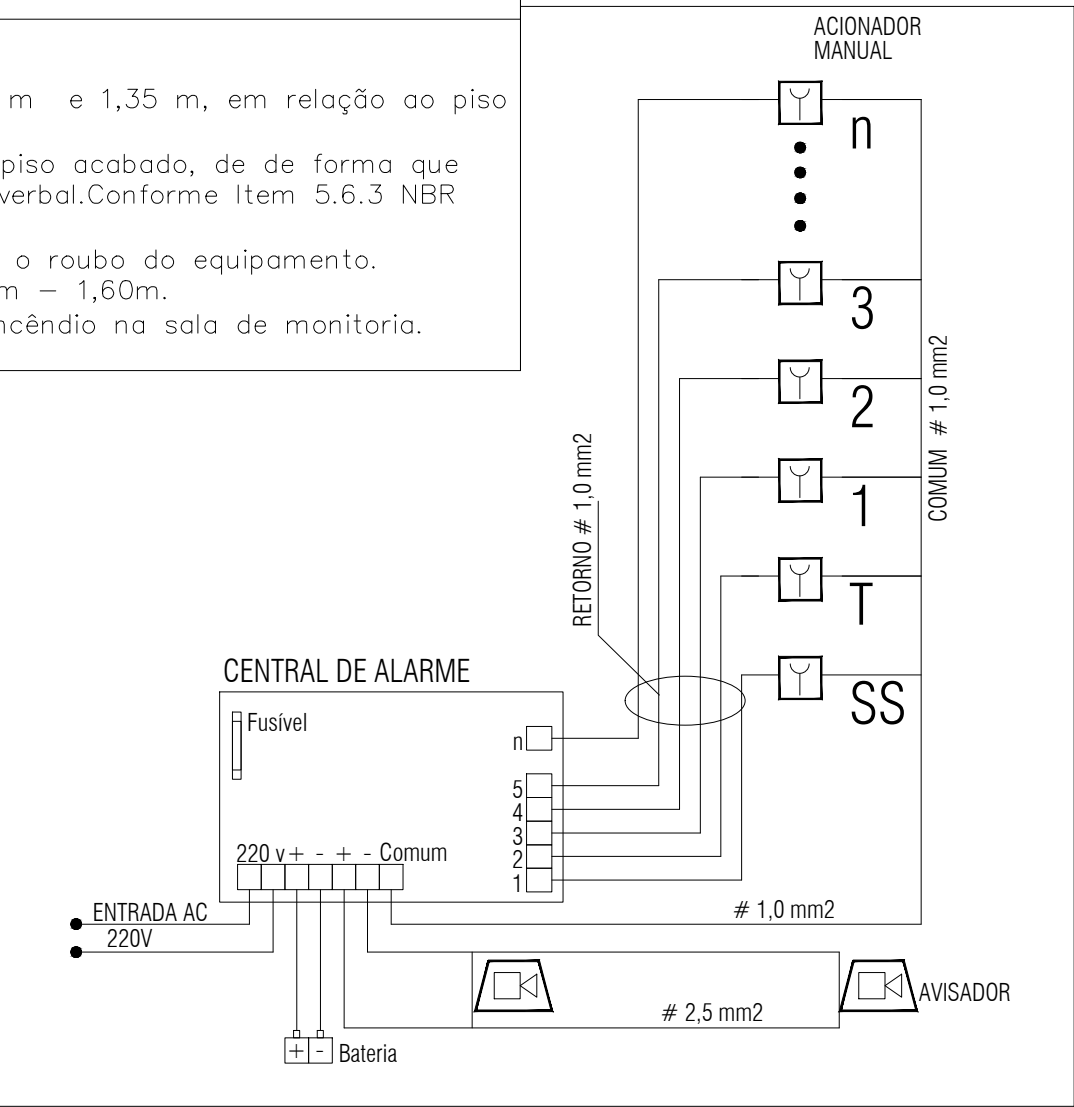 m e 1,35 m, em relação ao piso
piso acabado, de de forma que
verbal.Conforme Item 5.6.3 NBR
o roubo do equipamento.
m – 1,60m.
ncêndio na sala de monitoria.
ACIONADOR
MANUAL
n
3
2
1
T
SS
COMUM # 1,0 mm2
RETORNO # 1,0 mm2
CENTRAL DE ALARME
Fusível
n
5
4
3
2
1
220 v + - + - Comum
ENTRADA AC
220V
# 1,0 mm2
# 2,5 mm2
AVISADOR
+ - Bateria